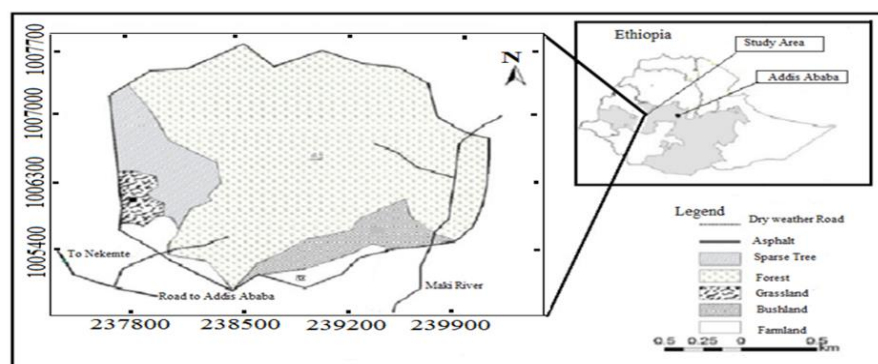 1007700
1007000
1006300
1005400
N
To Nekemte
Road to Addis Ababa
Maki River
237800 238500 239200 239900
Ethiopia
Study Area
Addis Ababa
Legend
Dry weather Road
Asphalt
Sparse Tree
Forest
Grassland
Bushland
Farmland
0.5 0.25 0 0.5
km